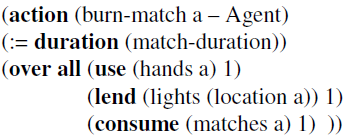 (action (burn-match a – Agent)
(:= duration (match-duration))
(over all (use (hands a) 1)
(lend (lights (location a)) 1)
(consume (matches a) 1) ))